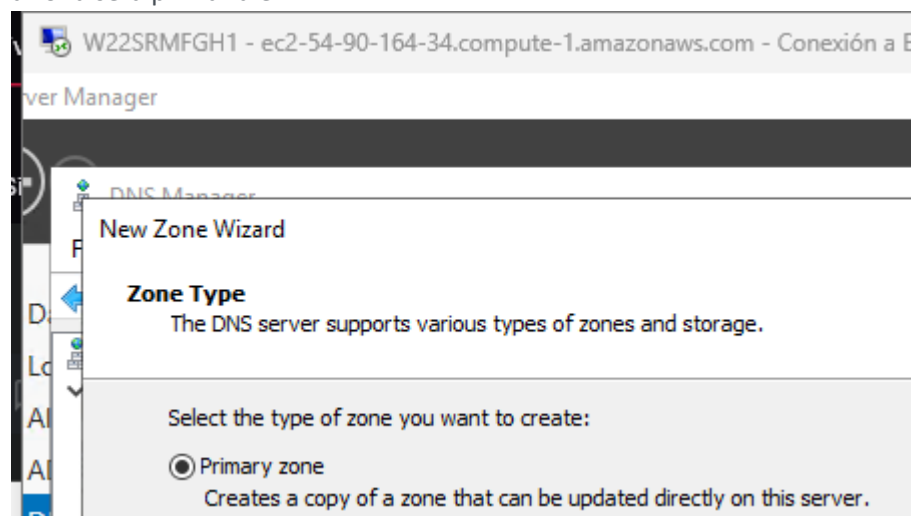 W22SRMFGH1 - ec2-54-90-164-34.compute-1.amazonaws.com - Conexión a E
ver Manager
DNS Manager
New Zone Wizard
F
Zone Type
The DNS server supports various types of zones and storage.
Select the type of zone you want to create:
Primary zone
Creates a copy of a zone that can be updated directly on this server.